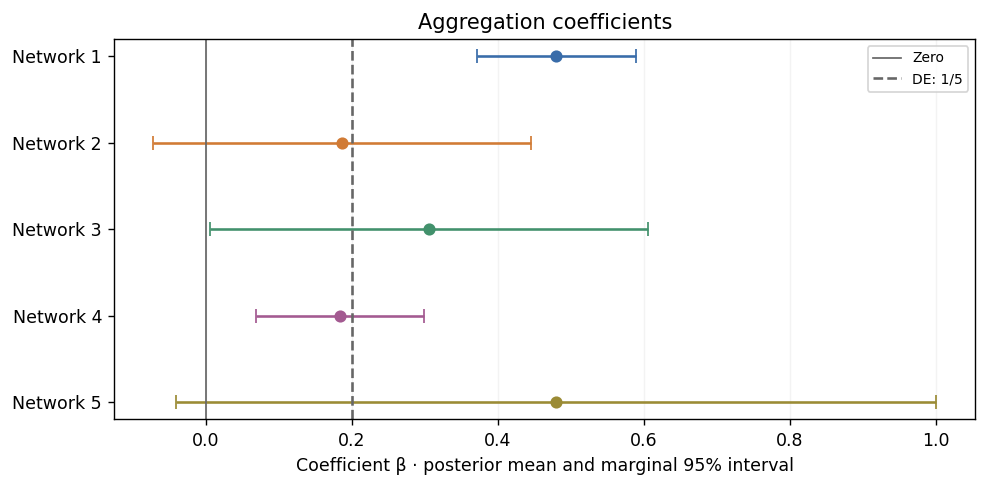 Aggregation coefficients
Zero
DE: 1/5
Network 1
Network 2
Network 3
Network 4
Network 5
0.0 0.2 0.4 0.6 0.8 1.0
Coefficient β · posterior mean and marginal 95% interval